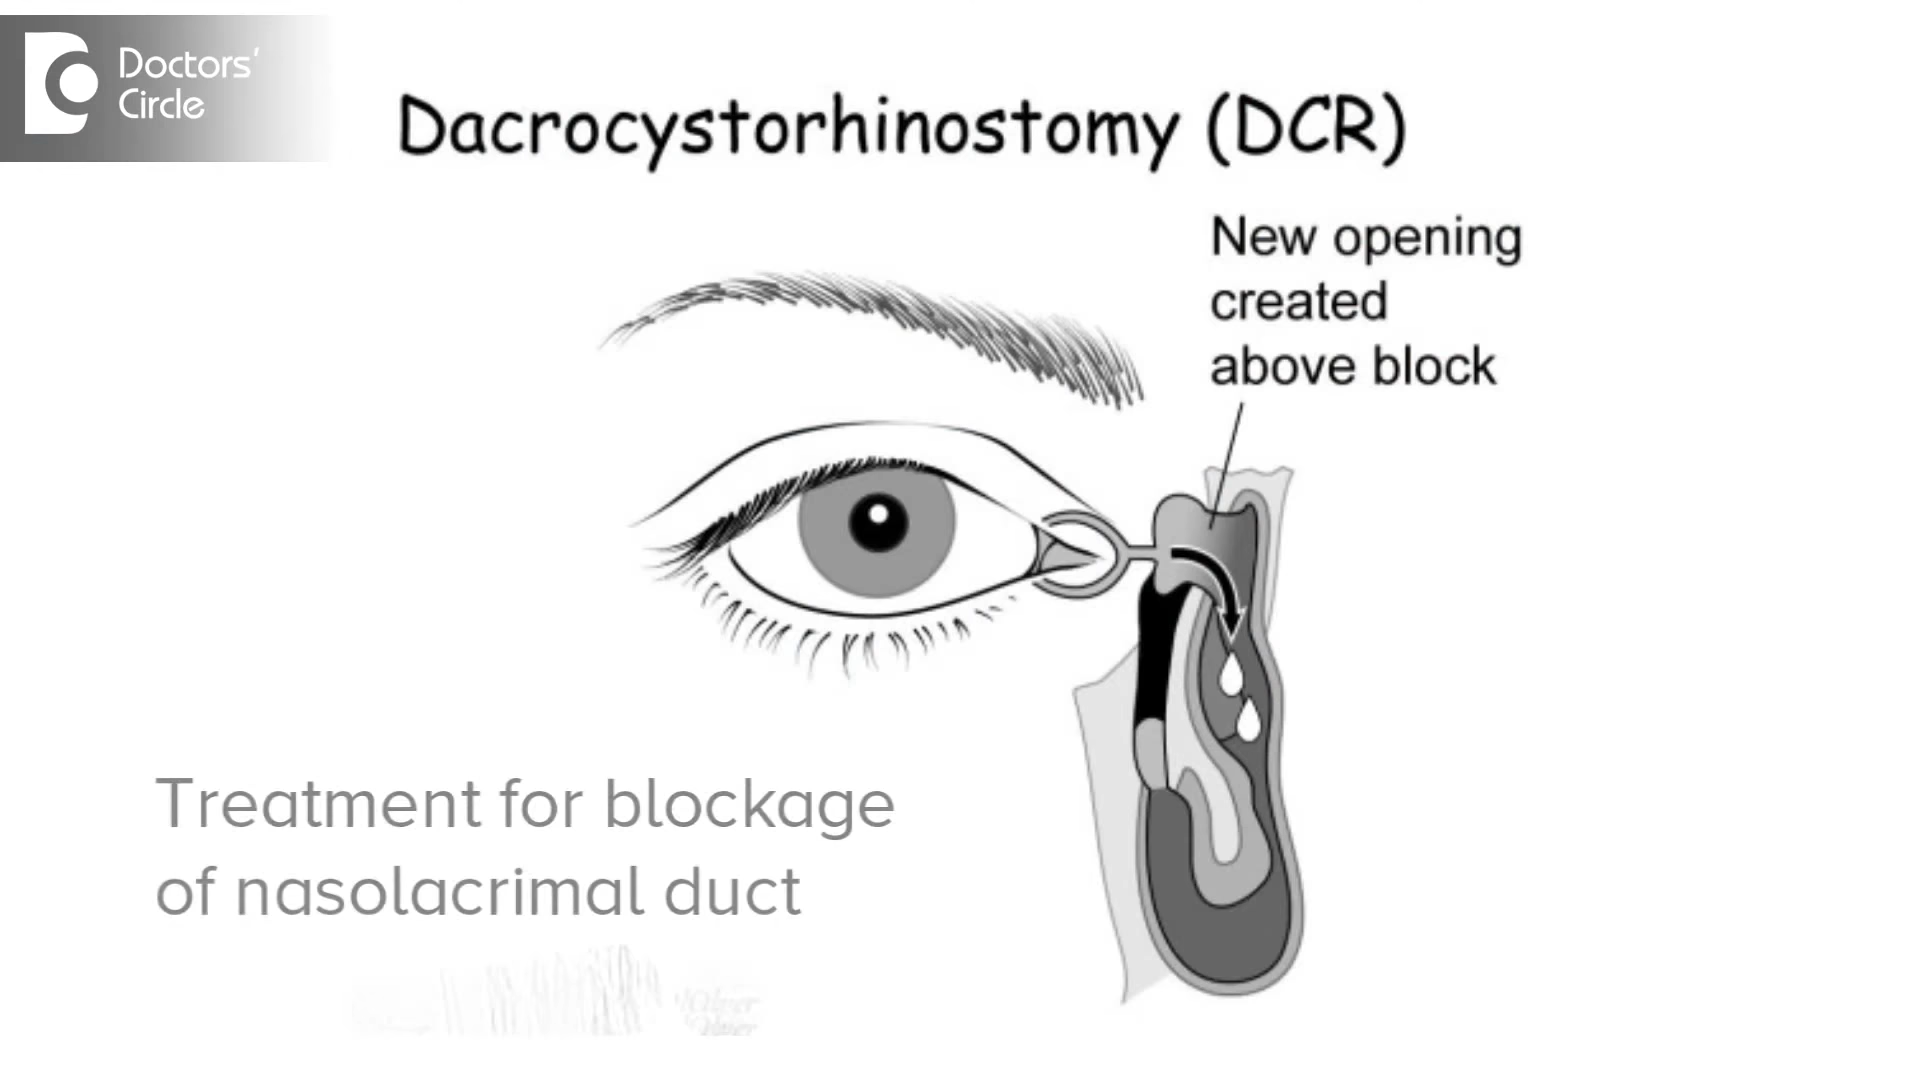 Doctors'
Circle
Dacrocystorhinostomy (DCR)
New opening
created
above block
Treatment for blockage
of nasolacrimal duct